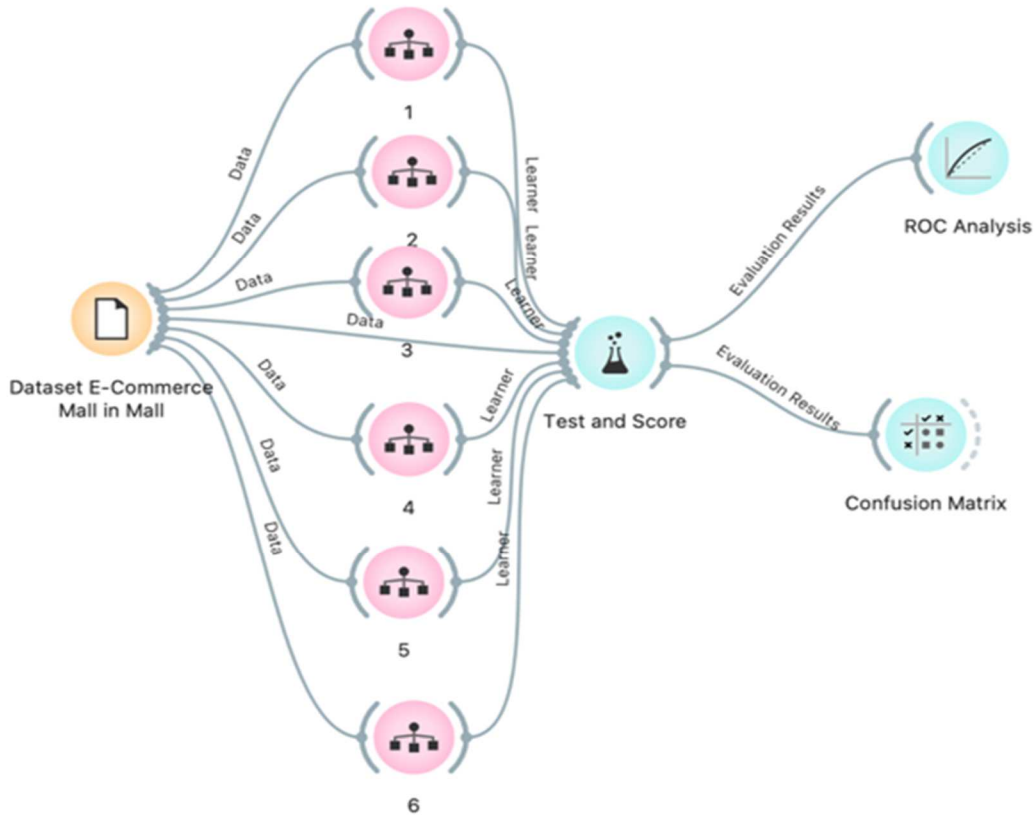 1
Data
Learner
ROC Analysis
Data
2
Learner
Evaluation Results
Data
Learner
Data
3
Dataset E-Commerce
Mall in Mall
Data
Learner
Test and Score
Evaluation Results
4
Data
Learner
Confusion Matrix
Data
Learner
5
6